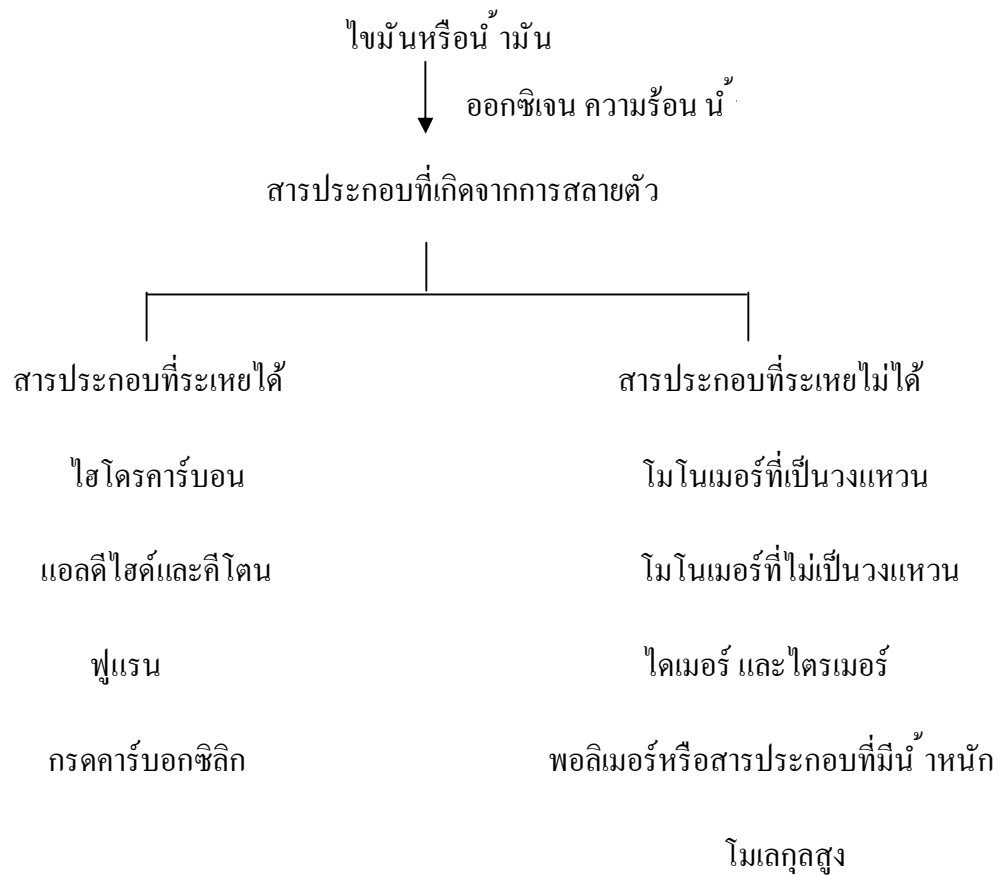 ไขมันหรือน้ำมัน
ออกซิเจน ความร้อน
สารประกอบที่เกิดจากการสลายตัว
สารประกอบที่ระเหยได้
สารประกอบที่ระเหยไม่ได้
ไฮโดรคาร์บอน
โมโนเมอร์ที่เป็นวงแหวน
แอลดีไฮด์และคีโตน
โมโนเมอร์ที่ไม่เป็นวงแหวน
ฟูแรน
ไดเมอร์ และไตรเมอร์
กรดคาร์บอกซิลิก
พอลิเมอร์หรือสารประกอบที่มีน้ำหนัก
โมเลกุลสูง